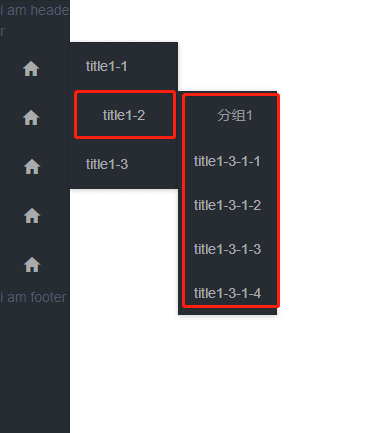 i am heade
r
title1-1
title1-2
title1-3
分组1
title1-3-1-1
title1-3-1-2
title1-3-1-3
title1-3-1-4
i am footer